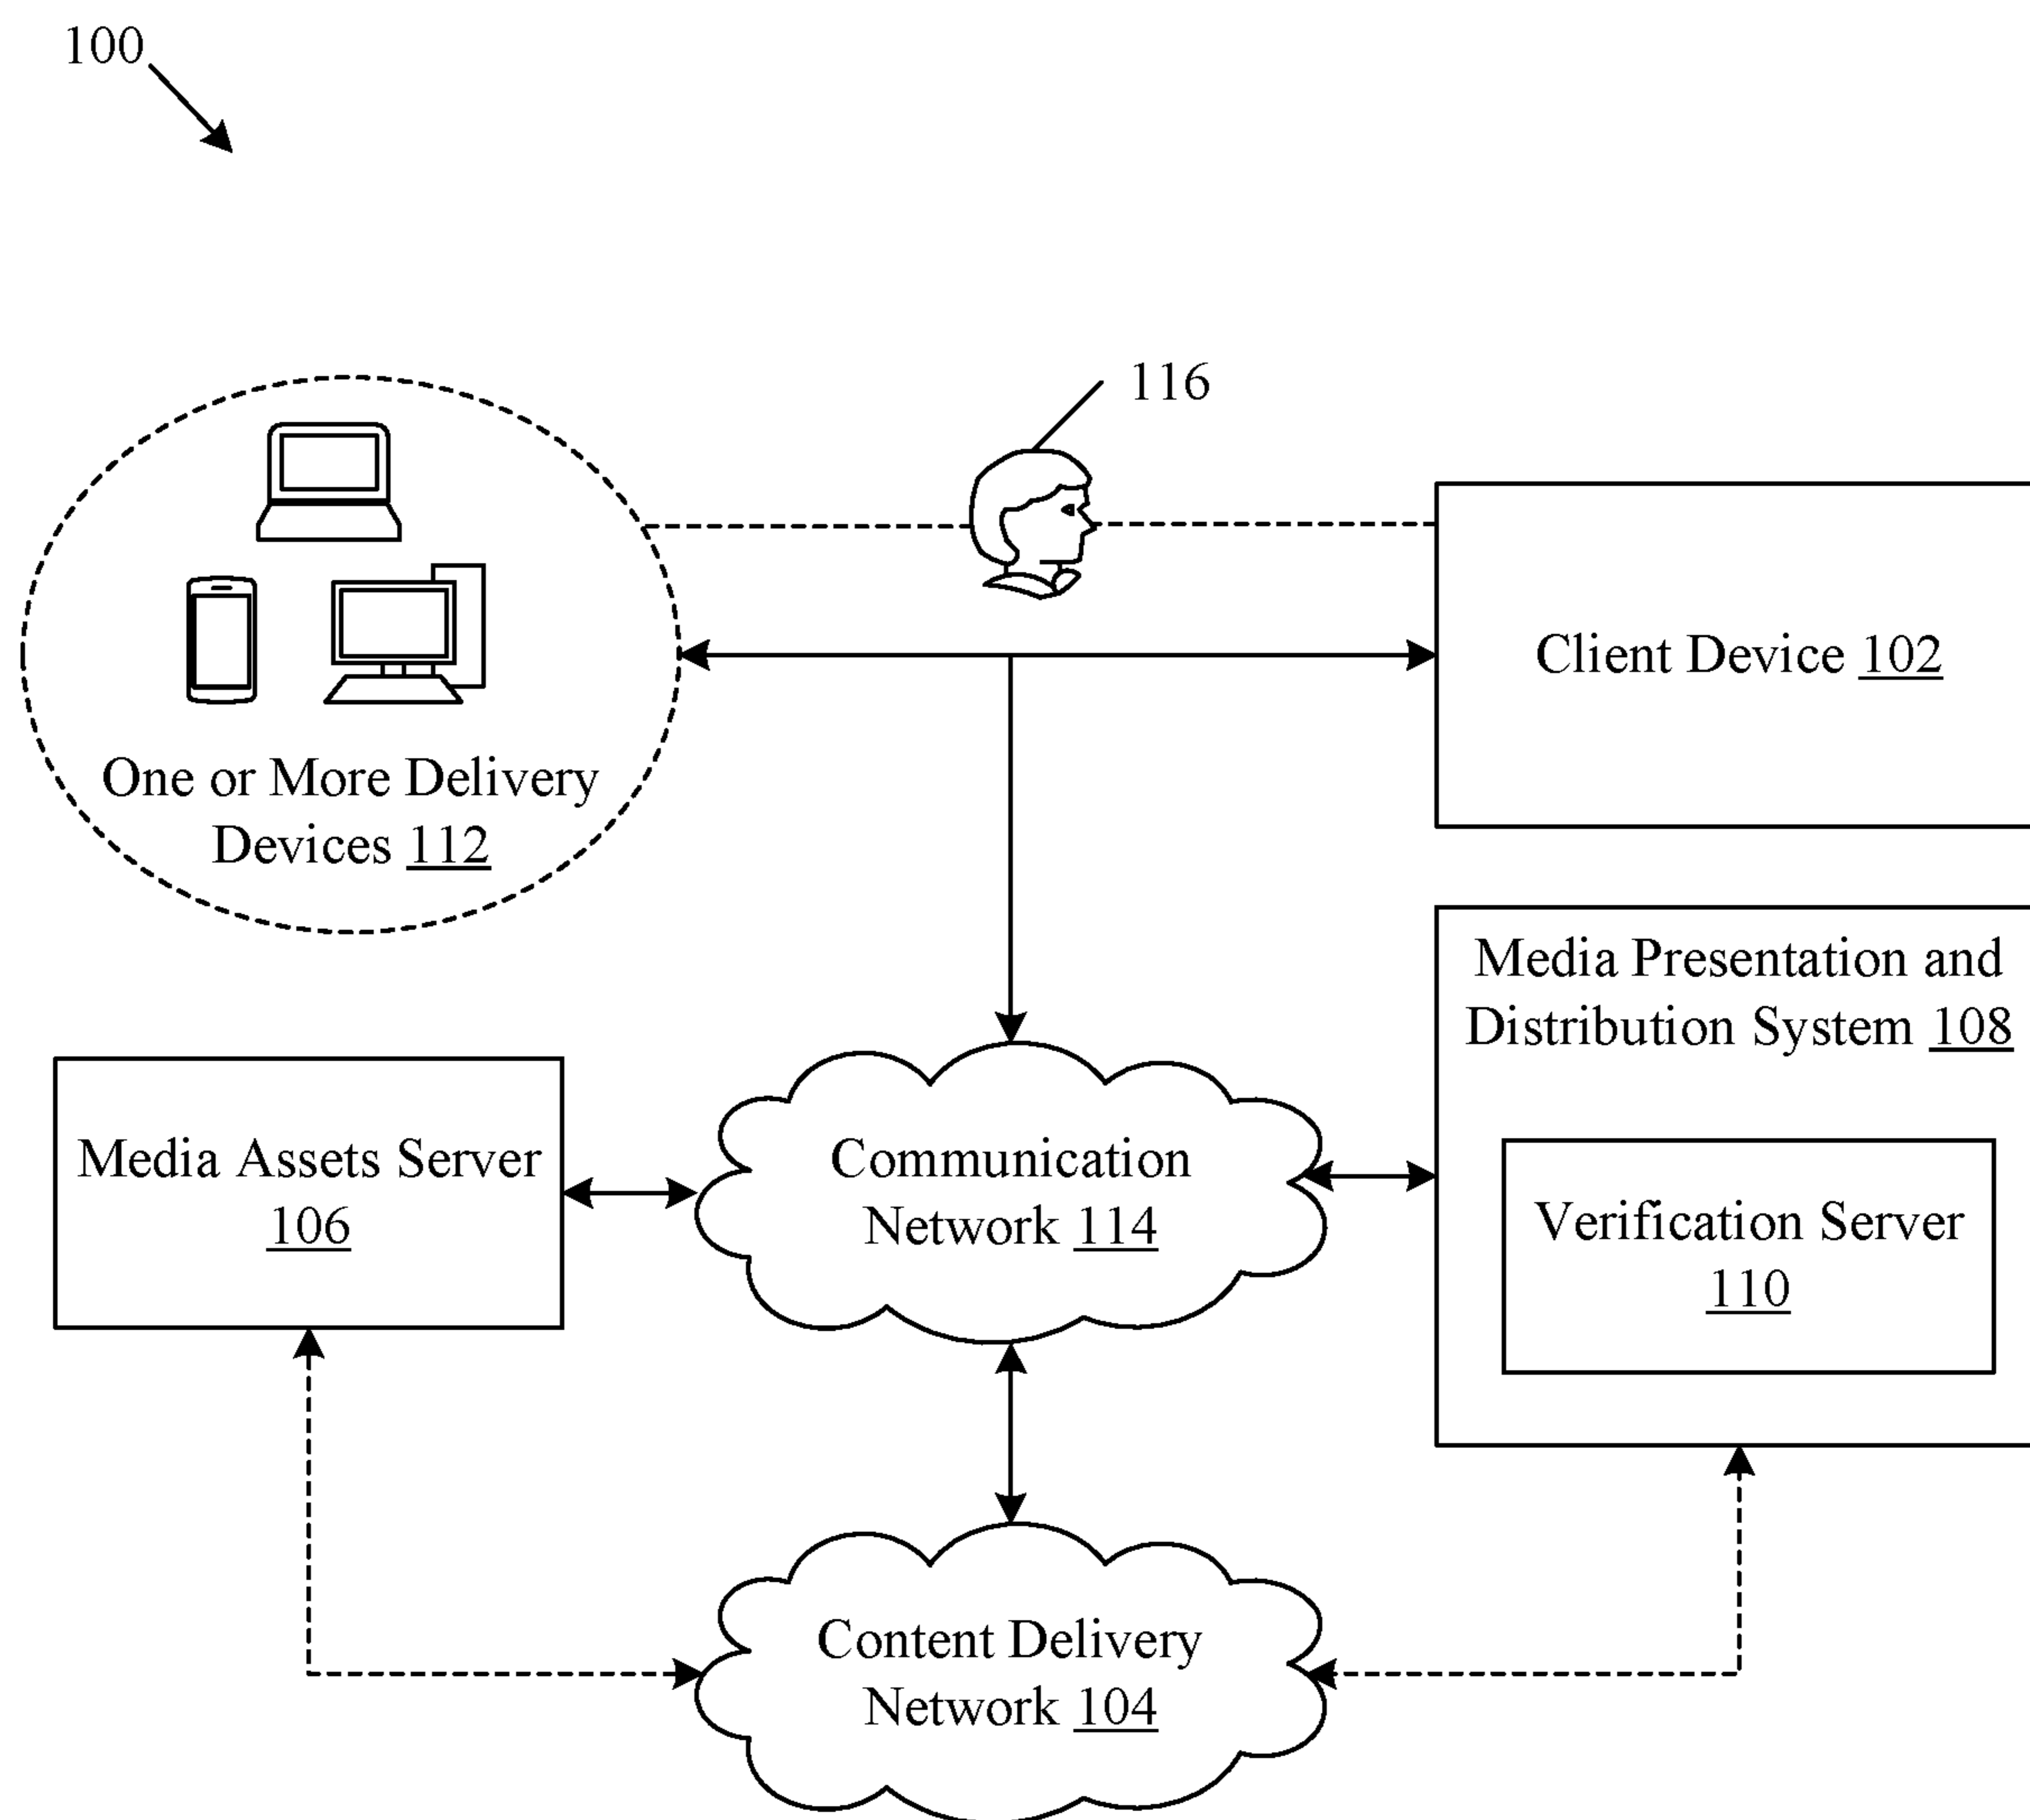 100
116
Client Device 102
One or More Delivery
Devices 112
Media Presentation and
Distribution System 108
Media Assets Server
106
Communication
Network 114
Verification Server
110
Content Delivery
Network 104